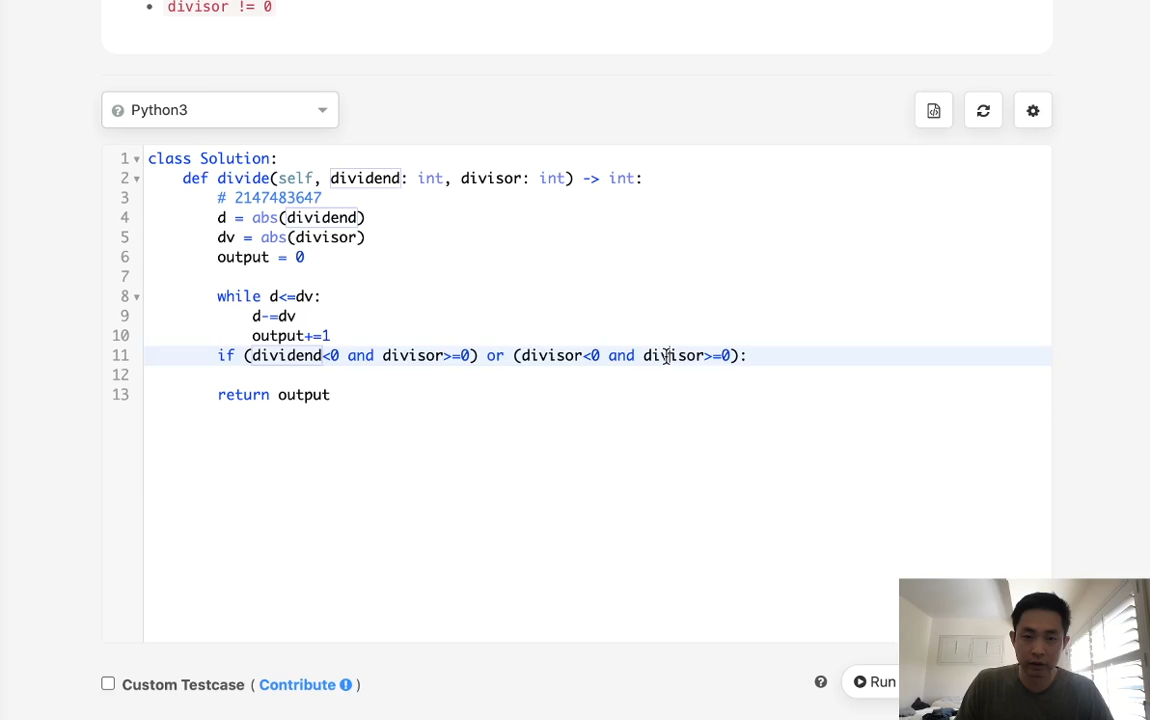 • divisor != 0
Python3
1 class Solution:
2 def divide(self, dividend: int, divisor: int) -> int:
3 # 2147483647
4 d = abs(dividend)
5 dv = abs(divisor)
6 output = 0
7
8 while d<=dv:
9 d-=dv
10 output+=1
11 if (dividend<0 and divisor>=0) or (divisor<0 and divisor>=0):
12
13 return output
Custom Testcase ( Contribute )
Run